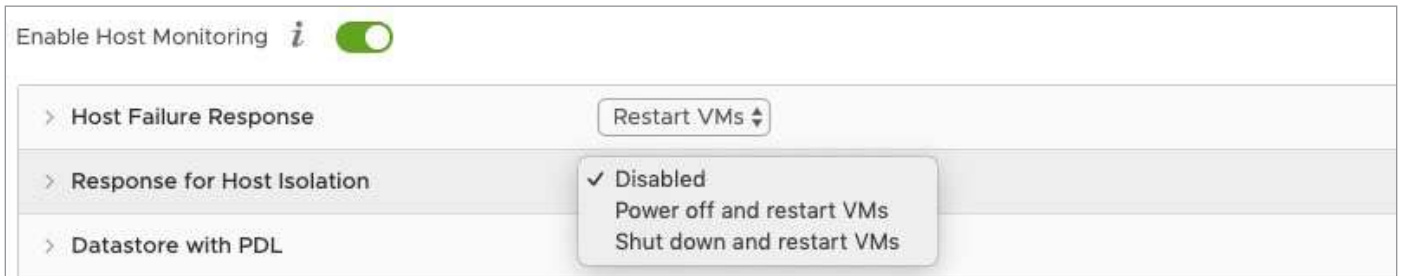 Enable Host Monitoring i
Host Failure Response Restart VMs
Response for Host Isolation ✓ Disabled
Power off and restart VMs
Shut down and restart VMs
Datastore with PDL